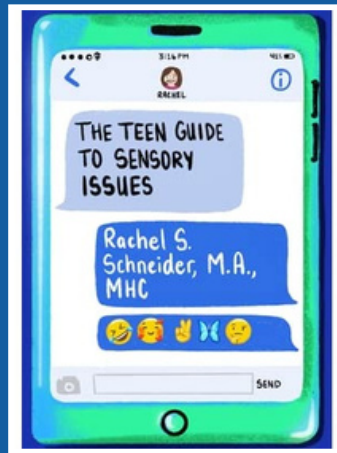 3:16 PM
RACHEL
THE TEEN GUIDE
TO SENSORY
ISSUES
Rachel S.
Schneider, M.A.,
MHC
🤣🥰✌️🦋🤔
SEND